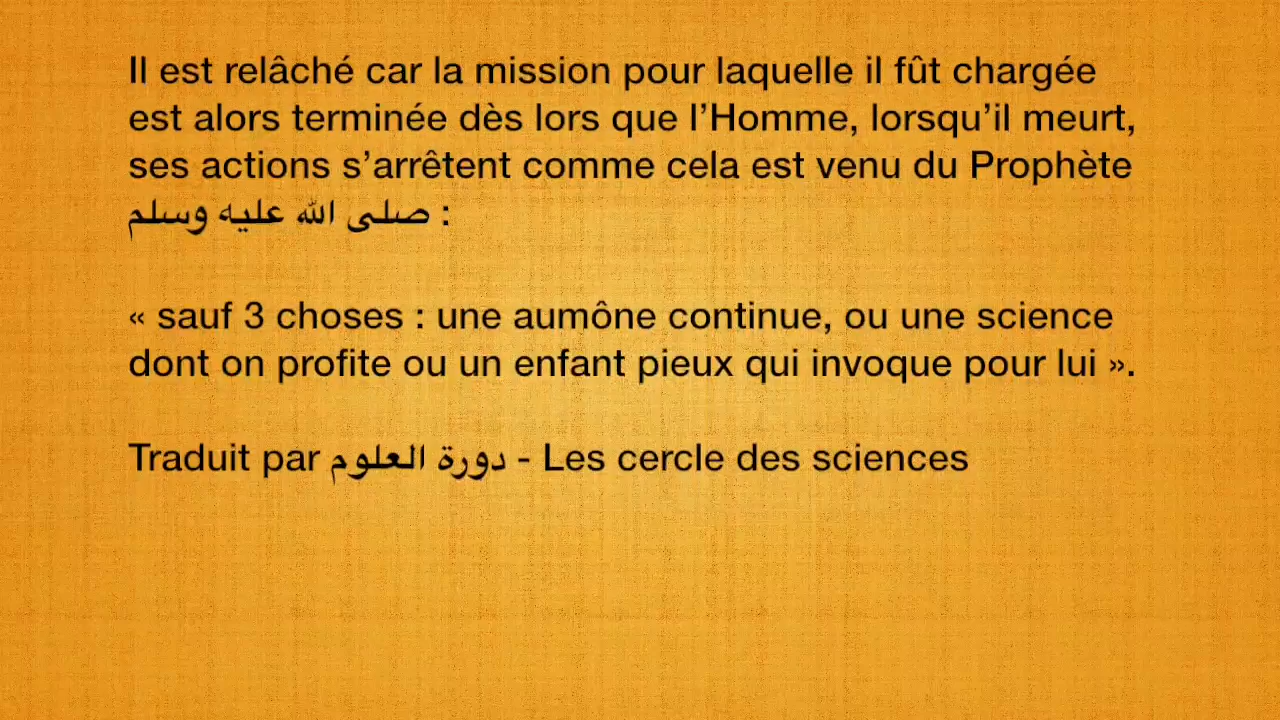 Il est relâché car la mission pour laquelle il fût chargée
est alors terminée dès lors que l’Homme, lorsqu’il meurt,
ses actions s’arrêtent comme cela est venu du Prophète
صلى الله عليه وسلم :
« sauf 3 choses : une aumône continue, ou une science
dont on profite ou un enfant pieux qui invoque pour lui ».
Traduit par دورة العلوم - Les cercle des sciences